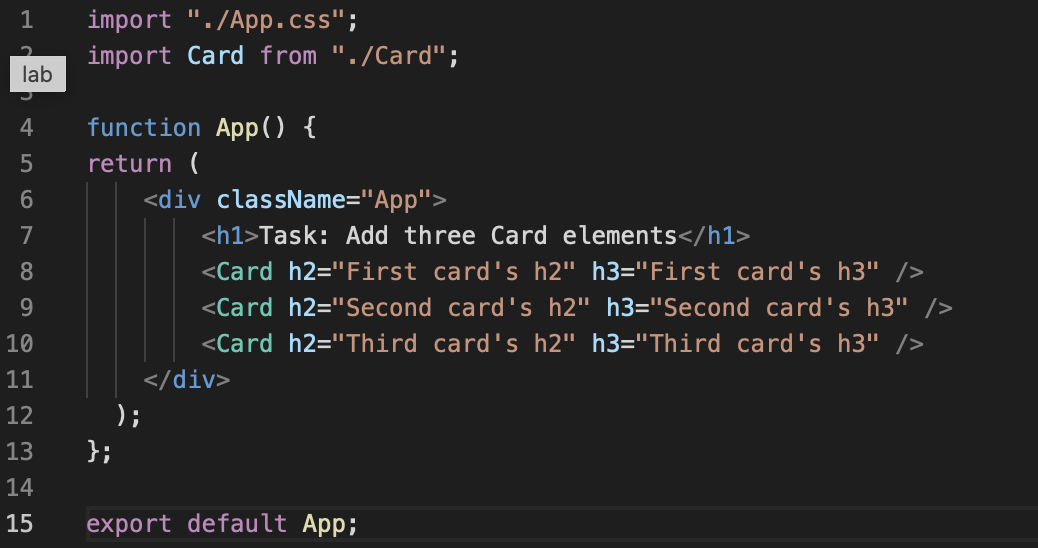 1 import "./App.css";
2 import Card from "./Card";
lab
3
4 function App() {
5 return (
6 <div className="App">
7 <h1>Task: Add three Card elements</h1>
8 <Card h2="First card's h2" h3="First card's h3" />
9 <Card h2="Second card's h2" h3="Second card's h3" />
10 <Card h2="Third card's h2" h3="Third card's h3" />
11 </div>
12 );
13 };
14
15 export default App;